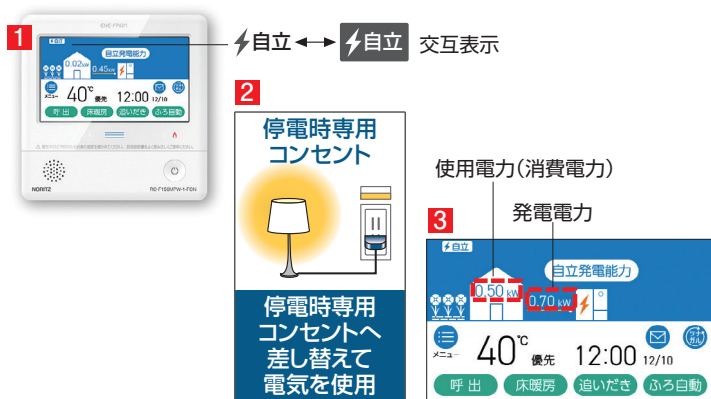 1
ENE-FARM
自立
自立発電能力
0.02kw
0.45kw
メニュー
40℃
優先
12:00
12/10
呼出
床暖房
追いだき
ふろ自動
NORITZ
自立
自立
交互表示
2
停電時専用
コンセント
停電時専用
コンセントへ
差し替えて
電気を使用
使用電力(消費電力)
発電電力
3
自立
自立発電能力
0.50 kw
0.70 kw
ツナガル
メニュー
40℃
優先
12:00
12/10
呼出
床暖房
追いだき
ふろ自動